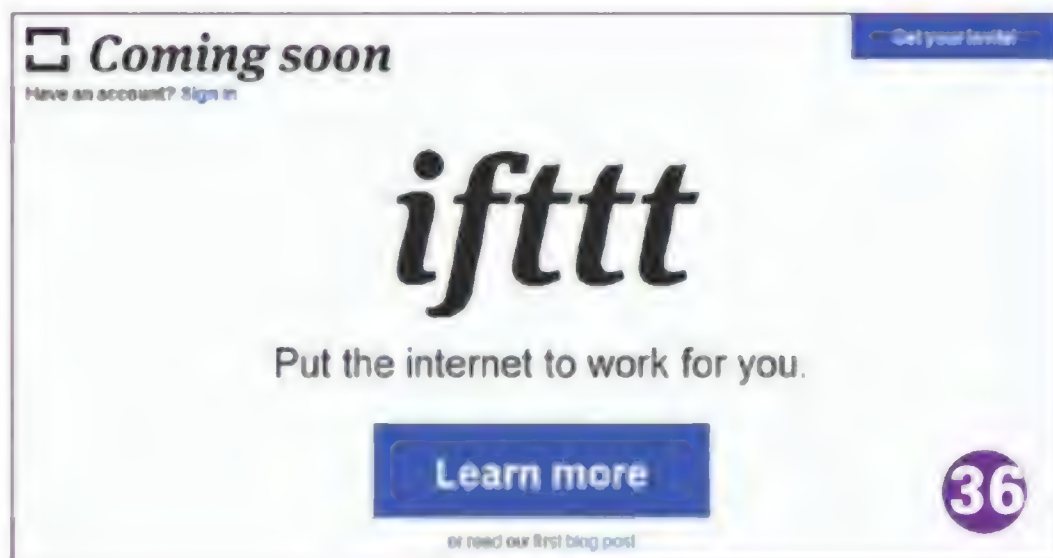 Coming soon
Get your invite!
Have an account? Sign in
ifttt
Put the internet to work for you.
Learn more
36
or read our first blog post